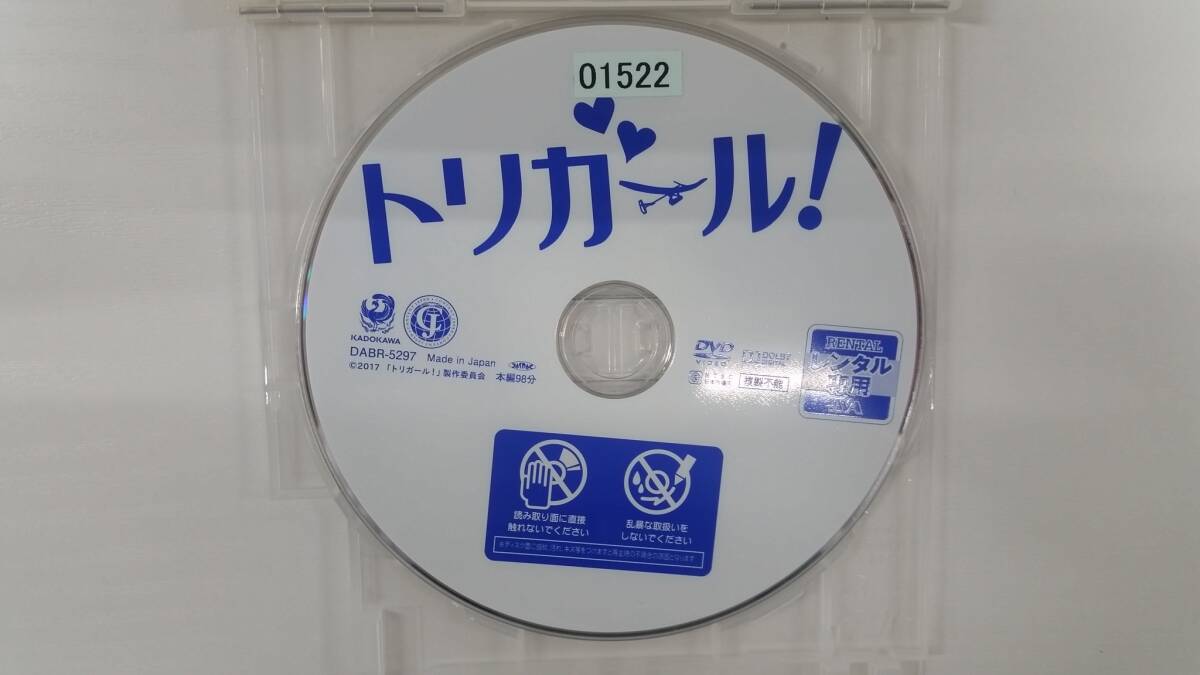 01522
トリガール!
KADOKAWA
DABR-5297 Made in Japan
©2017 「トリガール!」製作委員会 本編98分
DVD
VIDEO
DOLBY
DIGITAL
複製不能
RENTAL
レンタル
専用
読み取り面に直接
触れないでください
乱暴な取扱いを
しないでください